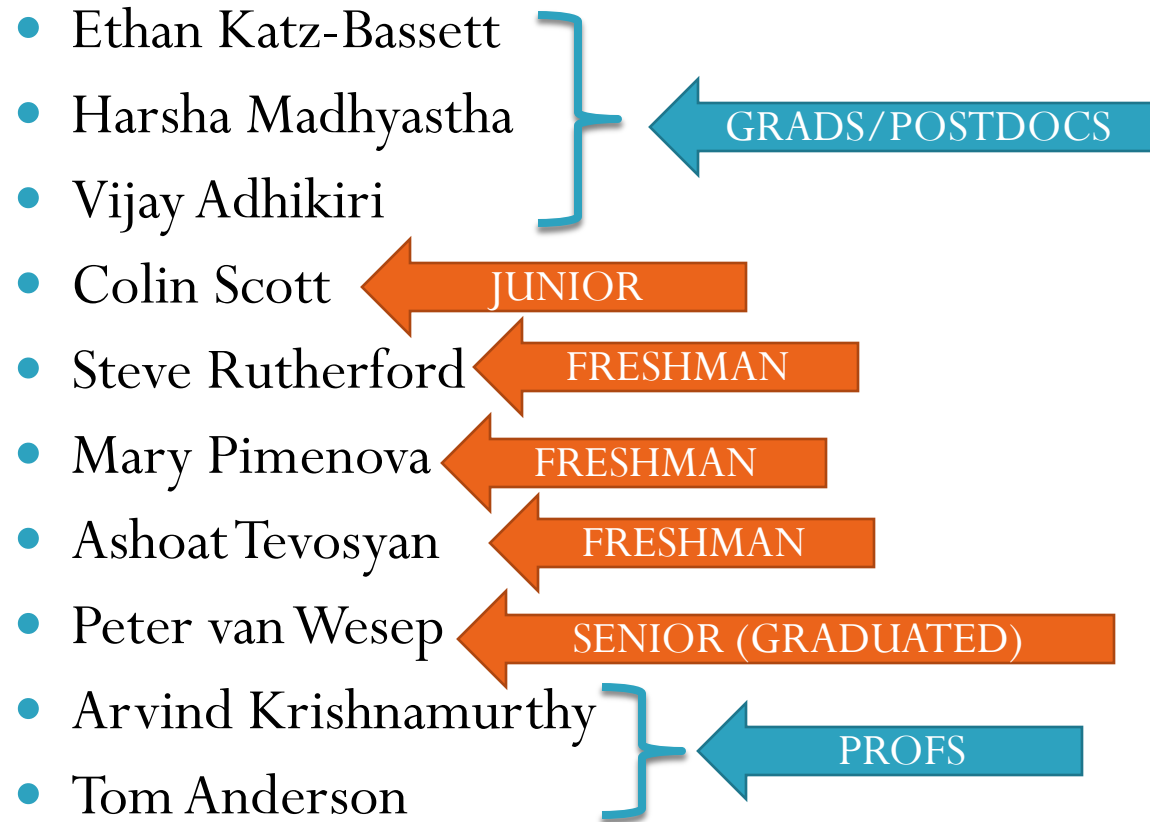 Ethan Katz-Bassett
Harsha Madhyastha
GRADS/POSTDOCS
Vijay Adhikiri
Colin Scott
JUNIOR
Steve Rutherford
FRESHMAN
Mary Pimenova
FRESHMAN
Ashoat Tevosyan
FRESHMAN
Peter van Wesep
SENIOR (GRADUATED)
Arvind Krishnamurthy
PROFS
Tom Anderson